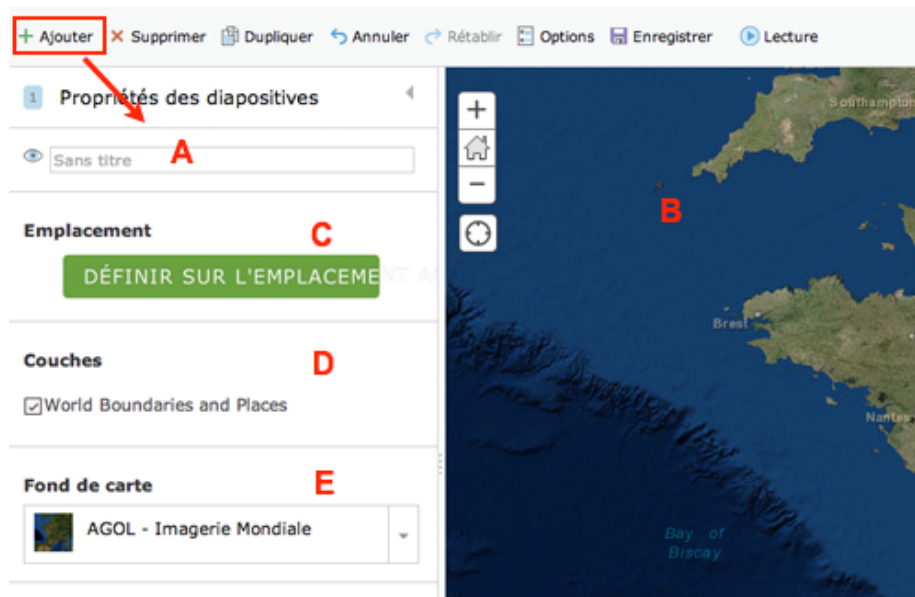 + Ajouter × Supprimer Dupliquer Annuler Rétablir Options Enregistrer Lecture
1 Propriétés des diapositives
Sans titre A
Emplacement C
DÉFINIR SUR L'EMPLACEMENT A
Couches D
World Boundaries and Places
Fond de carte E
AGOL - Imagerie Mondiale
+
−
Southampton
B
Brest
Nantes
Bay of
Biscay